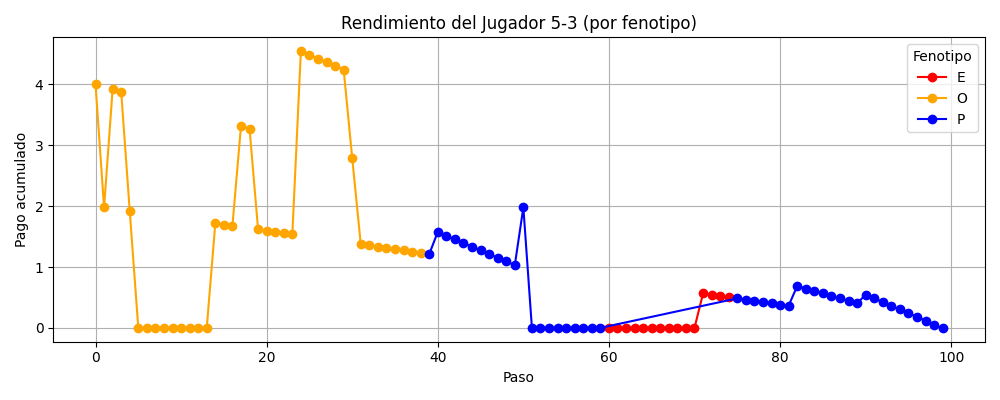 Rendimiento del Jugador 5-3 (por fenotipo)
Pago acumulado
4
3
2
1
0
0 20 40 60 80 100
Paso
Fenotipo
E
O
P